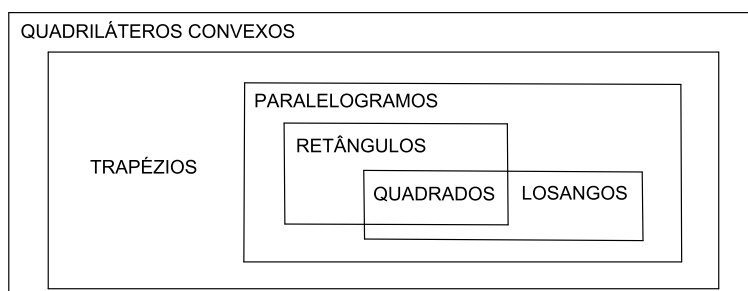 QUADRILÁTEROS CONVEXOS
PARALELOGRAMOS
RETÂNGULOS
TRAPÉZIOS
QUADRADOS LOSANGOS